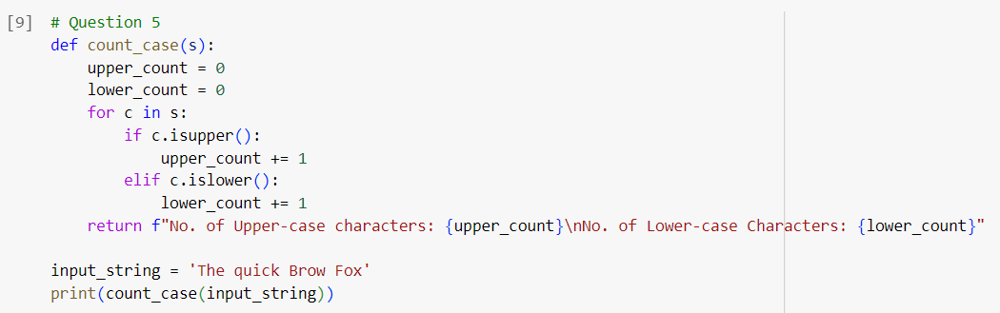 [9] # Question 5
def count_case(s):
    upper_count = 0
    lower_count = 0
    for c in s:
        if c.isupper():
            upper_count += 1
        elif c.islower():
            lower_count += 1
    return f"No. of Upper-case characters: {upper_count}\nNo. of Lower-case Characters: {lower_count}"
input_string = 'The quick Brow Fox'
print(count_case(input_string))